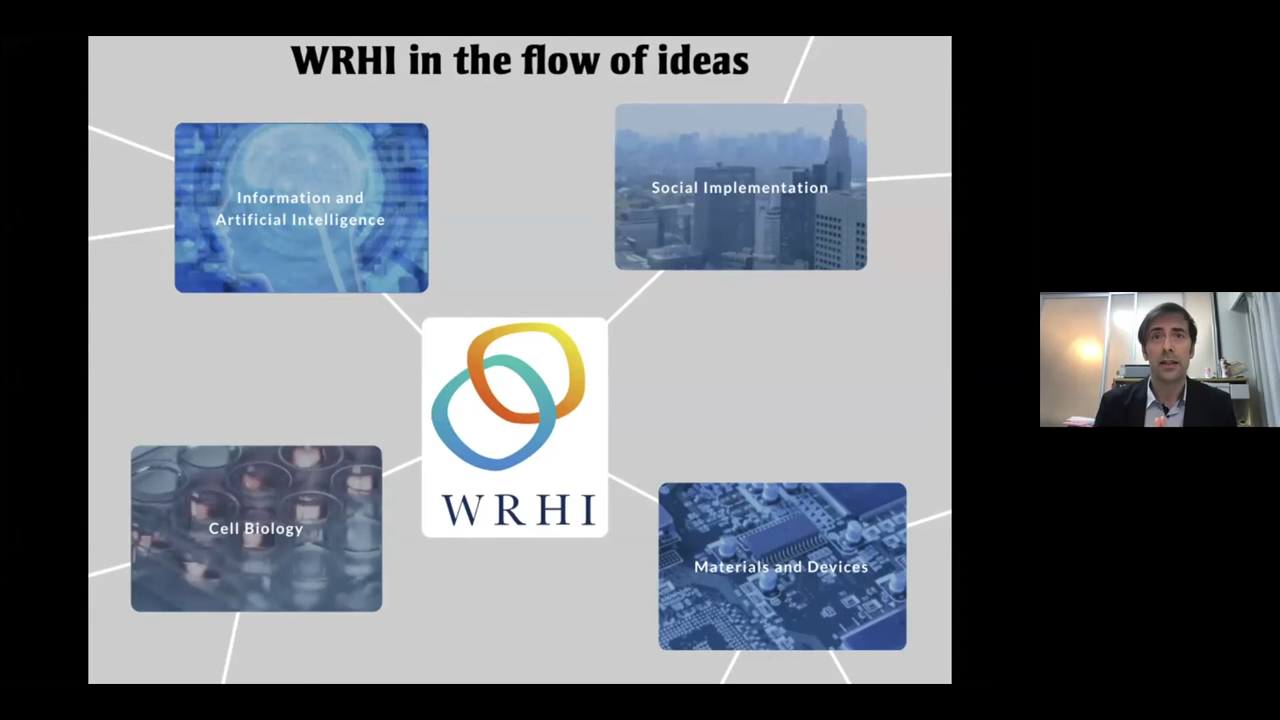 WRHI in the flow of ideas
Information and
Artificial Intelligence
Social Implementation
WRHI
Cell Biology
Materials and Devices